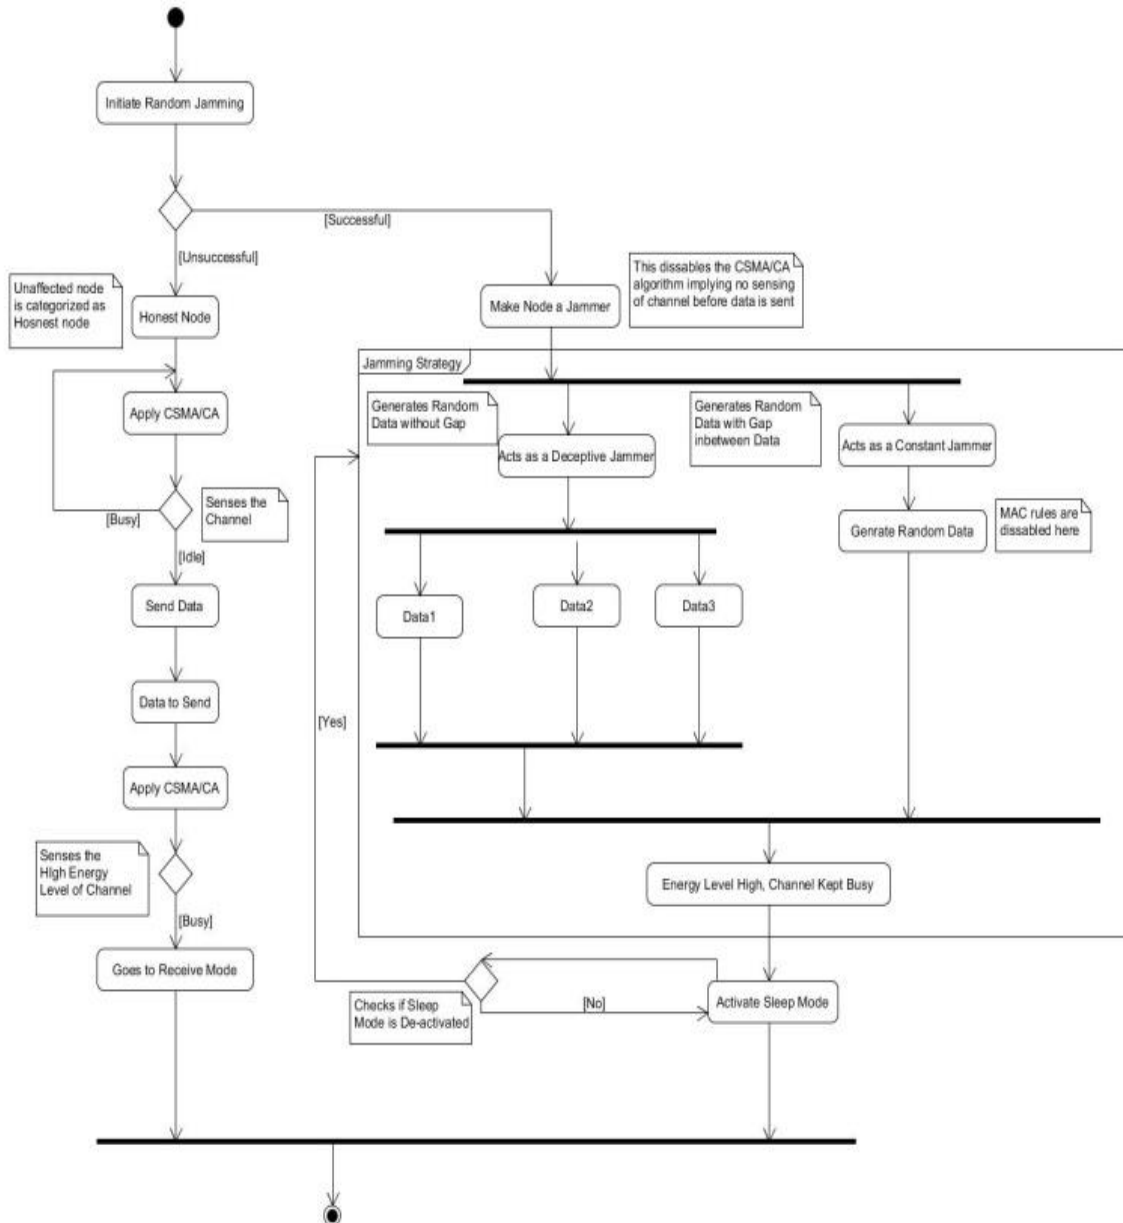 Initiate Random Jamming
[Successful]
[Unsuccessful]
Unaffected node
is categorized as
Hosnest node
Honest Node
This dissables the CSMA/CA
algorithm implying no sensing
of channel before data is sent
Make Node a Jammer
Jamming Strategy
Apply CSMA/CA
Generates Random
Data without Gap
Generates Random
Data with Gap
inbetween Data
Acts as a Deceptive Jammer
Acts as a Constant Jammer
Senses the
Channel
[Busy]
[Idle]
Genrate Random Data
MAC rules are
dissabled here
Send Data
Data1
Data2
Data3
Data to Send
[Yes]
Apply CSMA/CA
Senses the
HIgh Energy
Level of Channel
[Busy]
Energy Level High, Channel Kept Busy
Goes to Receive Mode
Checks if Sleep
Mode is De-activated
[No]
Activate Sleep Mode